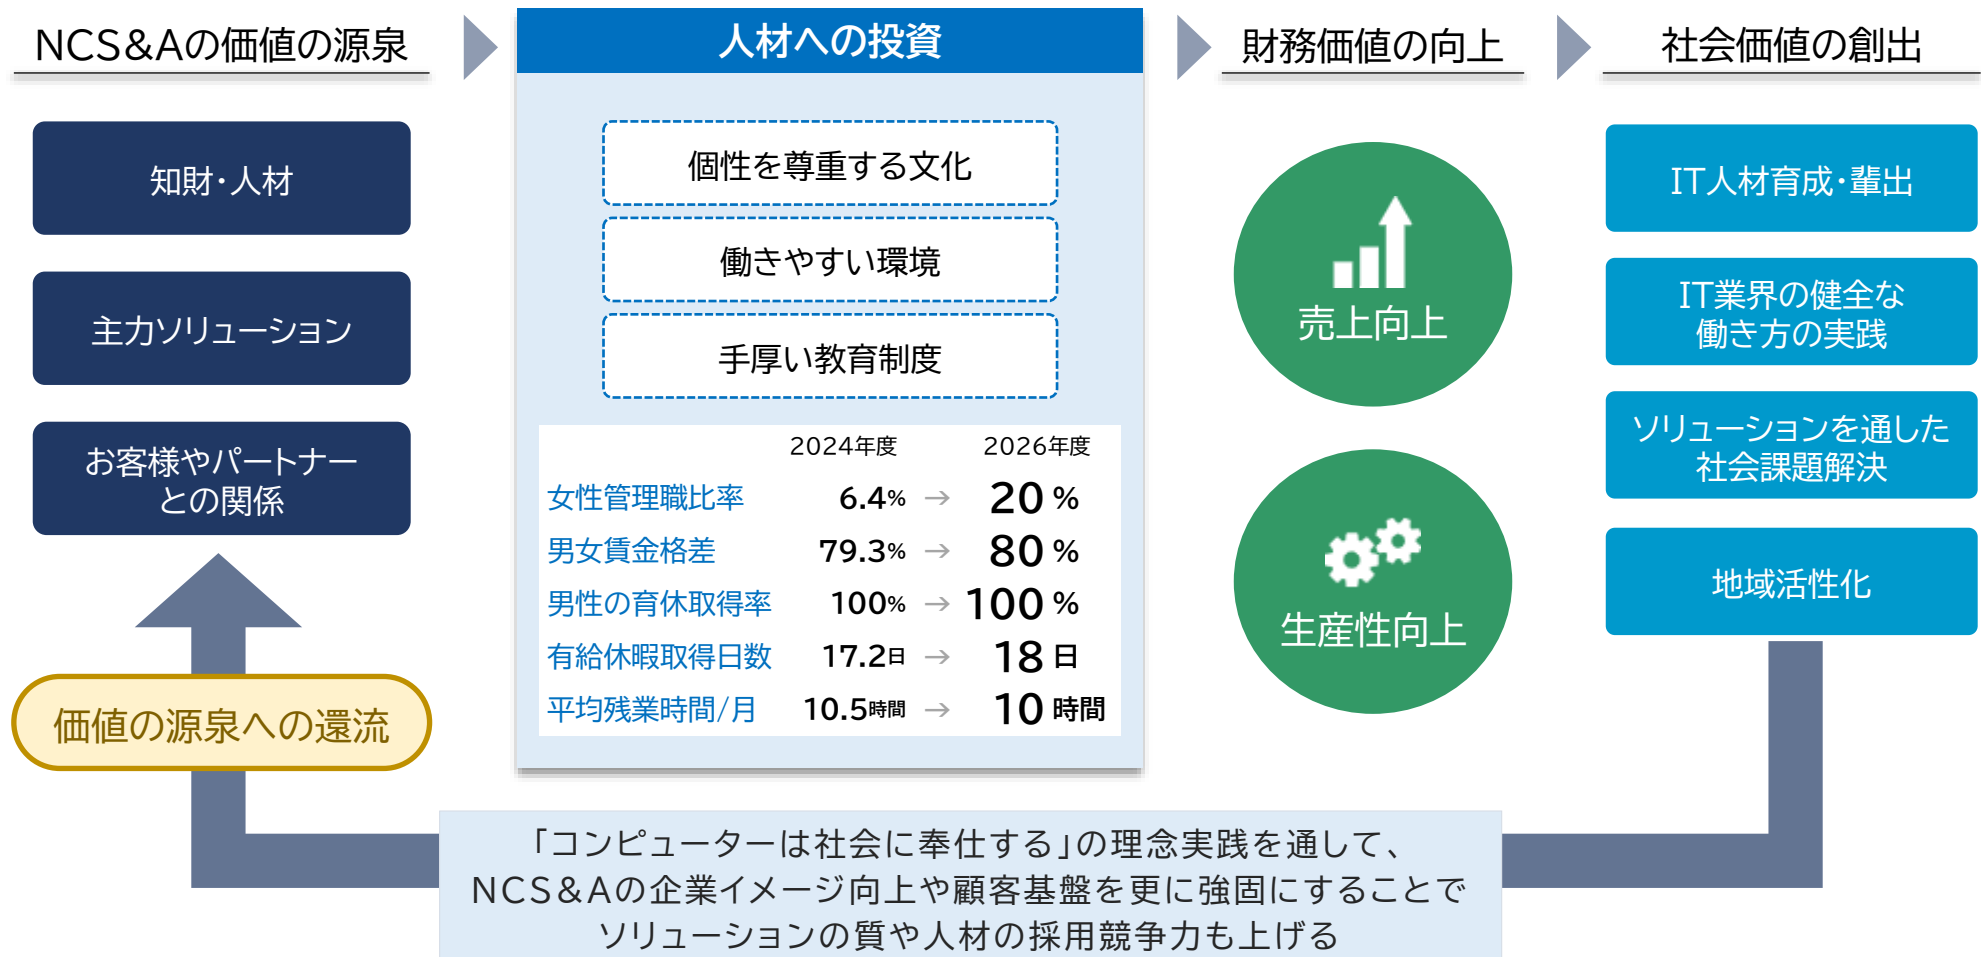 NCS&Aの価値の源泉
知財・人材
主力ソリューション
お客様やパートナー
との関係
価値の源泉への還流
人材への投資
個性を尊重する文化
働きやすい環境
手厚い教育制度
2024年度 2026年度
女性管理職比率 6.4% → 20%
男女賃金格差 79.3% → 80%
男性の育休取得率 100% → 100%
有給休暇取得日数 17.2日 → 18日
平均残業時間/月 10.5時間 → 10時間
財務価値の向上
売上向上
生産性向上
社会価値の創出
IT人材育成・輩出
IT業界の健全な
働き方の実践
ソリューションを通した
社会課題解決
地域活性化
「コンピューターは社会に奉仕する」の理念実践を通して、
NCS&Aの企業イメージ向上や顧客基盤を更に強固にすることで
ソリューションの質や人材の採用競争力も上げる